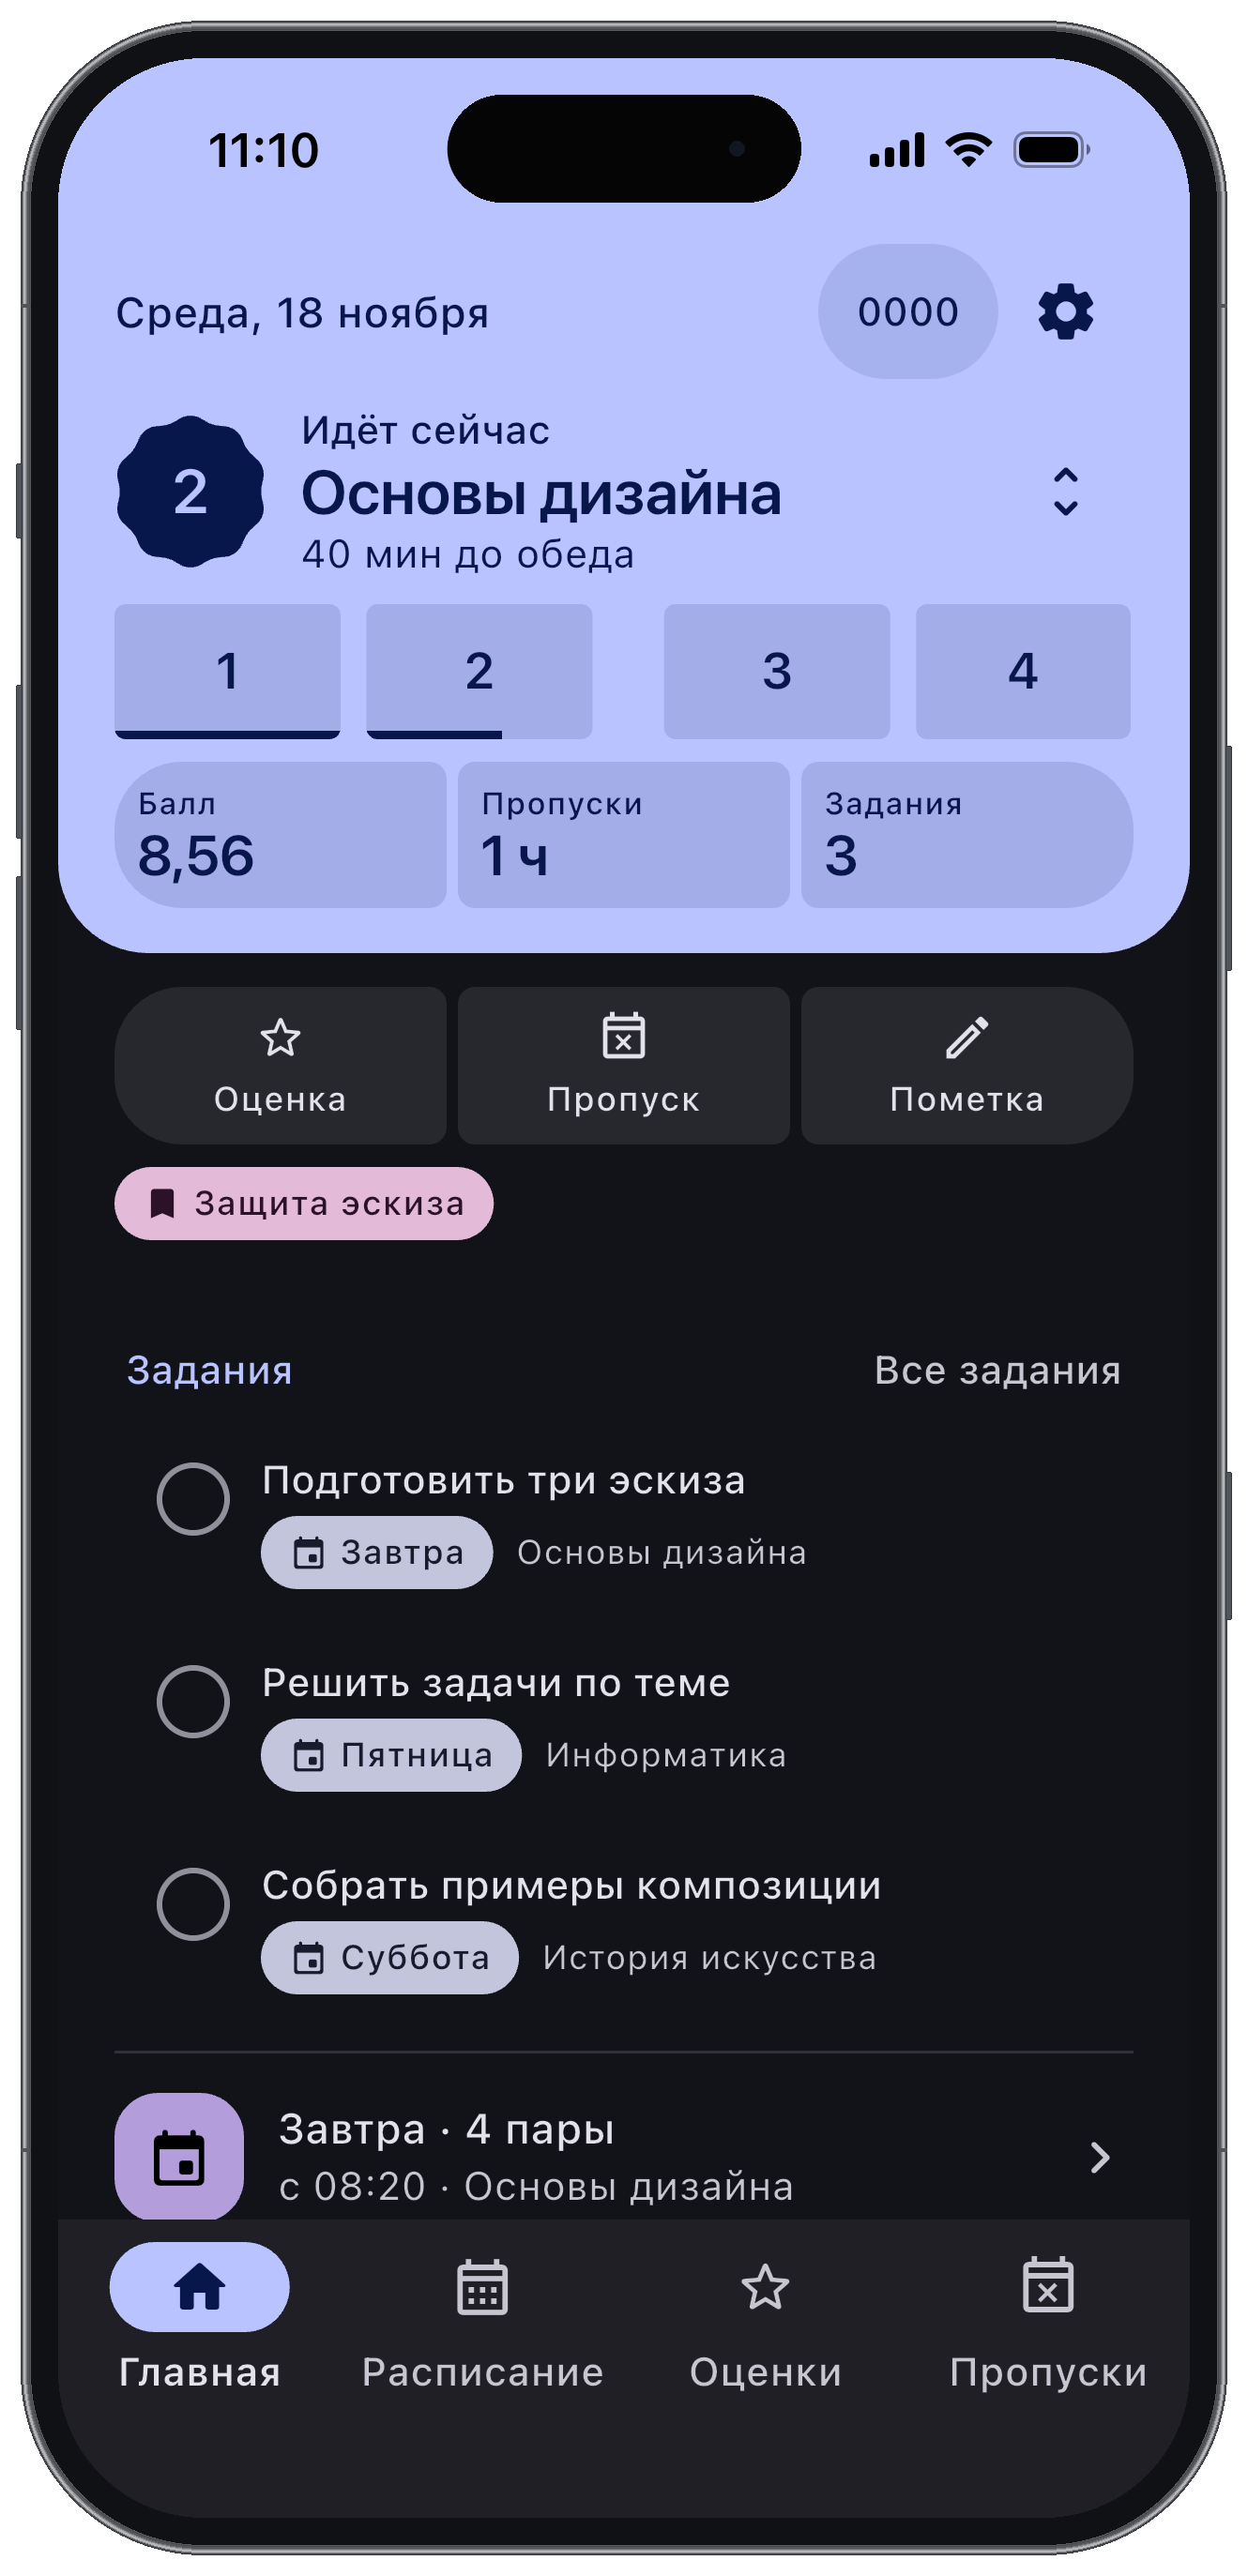 11:10
Среда, 18 ноября
0000
Идёт сейчас
2
Основы дизайна
40 мин до обеда
1 2 3 4
Балл Пропуски Задания
8,56 1 ч 3
Оценка Пропуск Пометка
Защита эскиза
Задания Все задания
Подготовить три эскиза
Завтра Основы дизайна
Решить задачи по теме
Пятница Информатика
Собрать примеры композиции
Суббота История искусства
Завтра · 4 пары
с 08:20 · Основы дизайна
Главная Расписание Оценки Пропуски